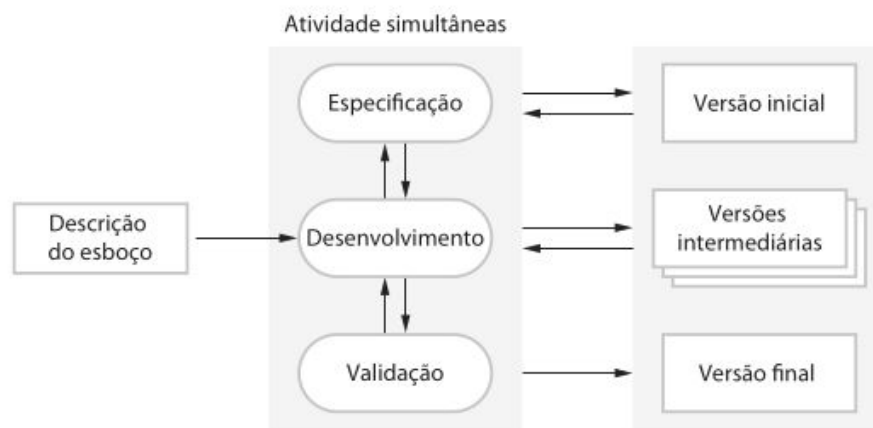 Atividade simultâneas
Especificação
Versão inicial
Descrição
do esboço
Desenvolvimento
Versões
intermediárias
Validação
Versão final